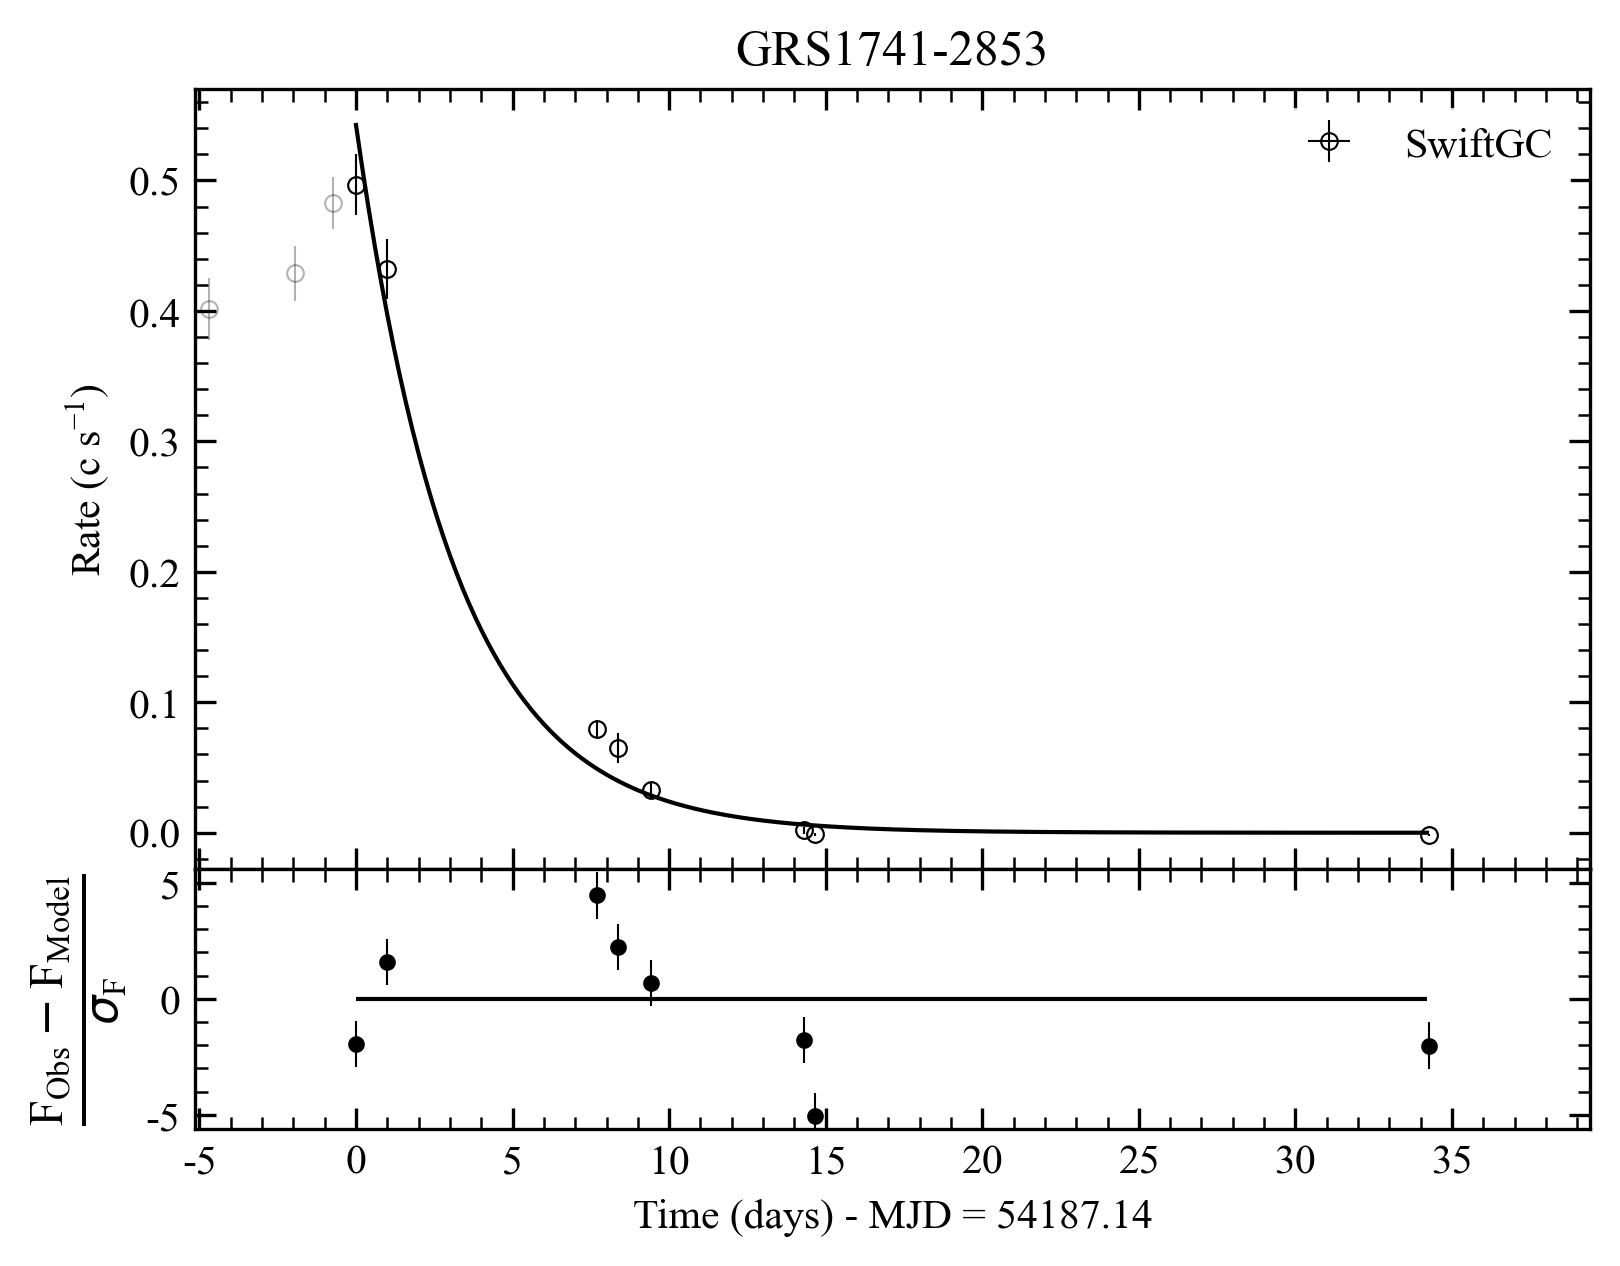 GRS1741-2853
SwiftGC
0.5
0.4
0.3
0.2
0.1
0.0
Rate (c s⁻¹)
5
0
-5
F_Obs − F_Model
σ_F
-5 0 5 10 15 20 25 30 35
Time (days) - MJD = 54187.14